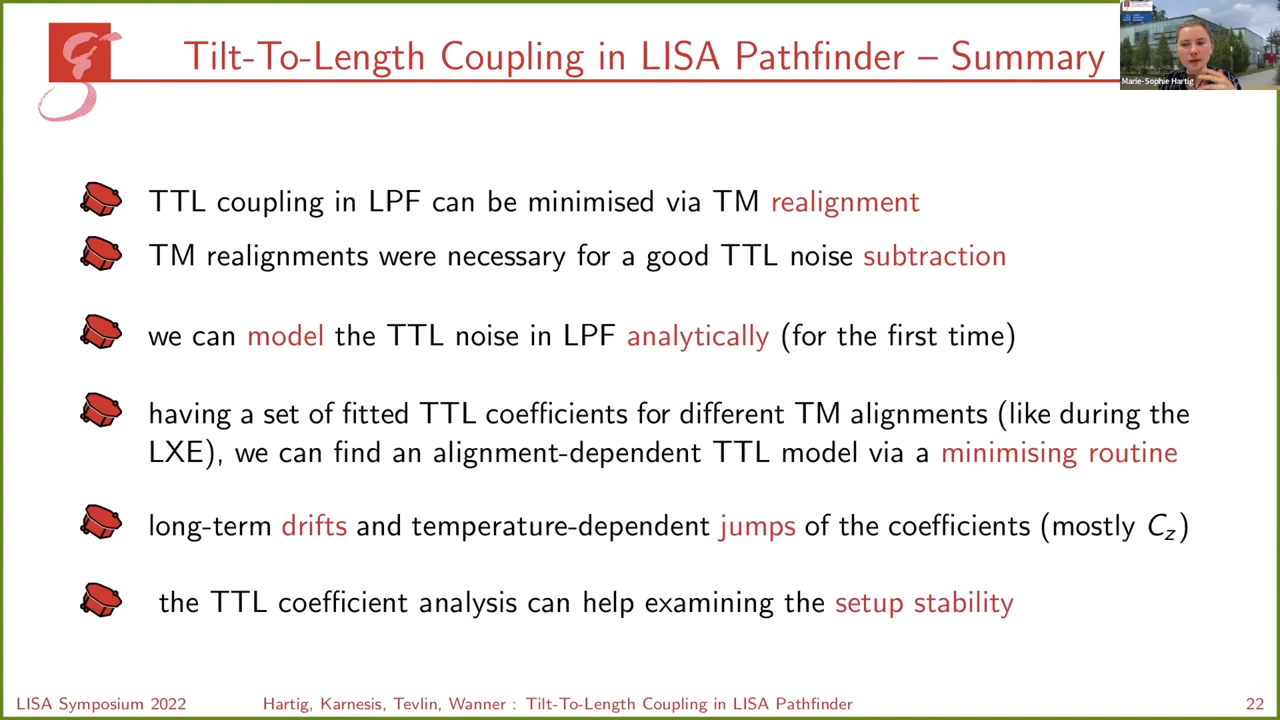 Tilt-To-Length Coupling in LISA Pathfinder – Summary
Marie-Sophie Hartig
TTL coupling in LPF can be minimised via TM realignment
TM realignments were necessary for a good TTL noise subtraction
we can model the TTL noise in LPF analytically (for the first time)
having a set of fitted TTL coefficients for different TM alignments (like during the
LXE), we can find an alignment-dependent TTL model via a minimising routine
long-term drifts and temperature-dependent jumps of the coefficients (mostly C_z)
the TTL coefficient analysis can help examining the setup stability
LISA Symposium 2022
Hartig, Karnesis, Tevlin, Wanner : Tilt-To-Length Coupling in LISA Pathfinder
22